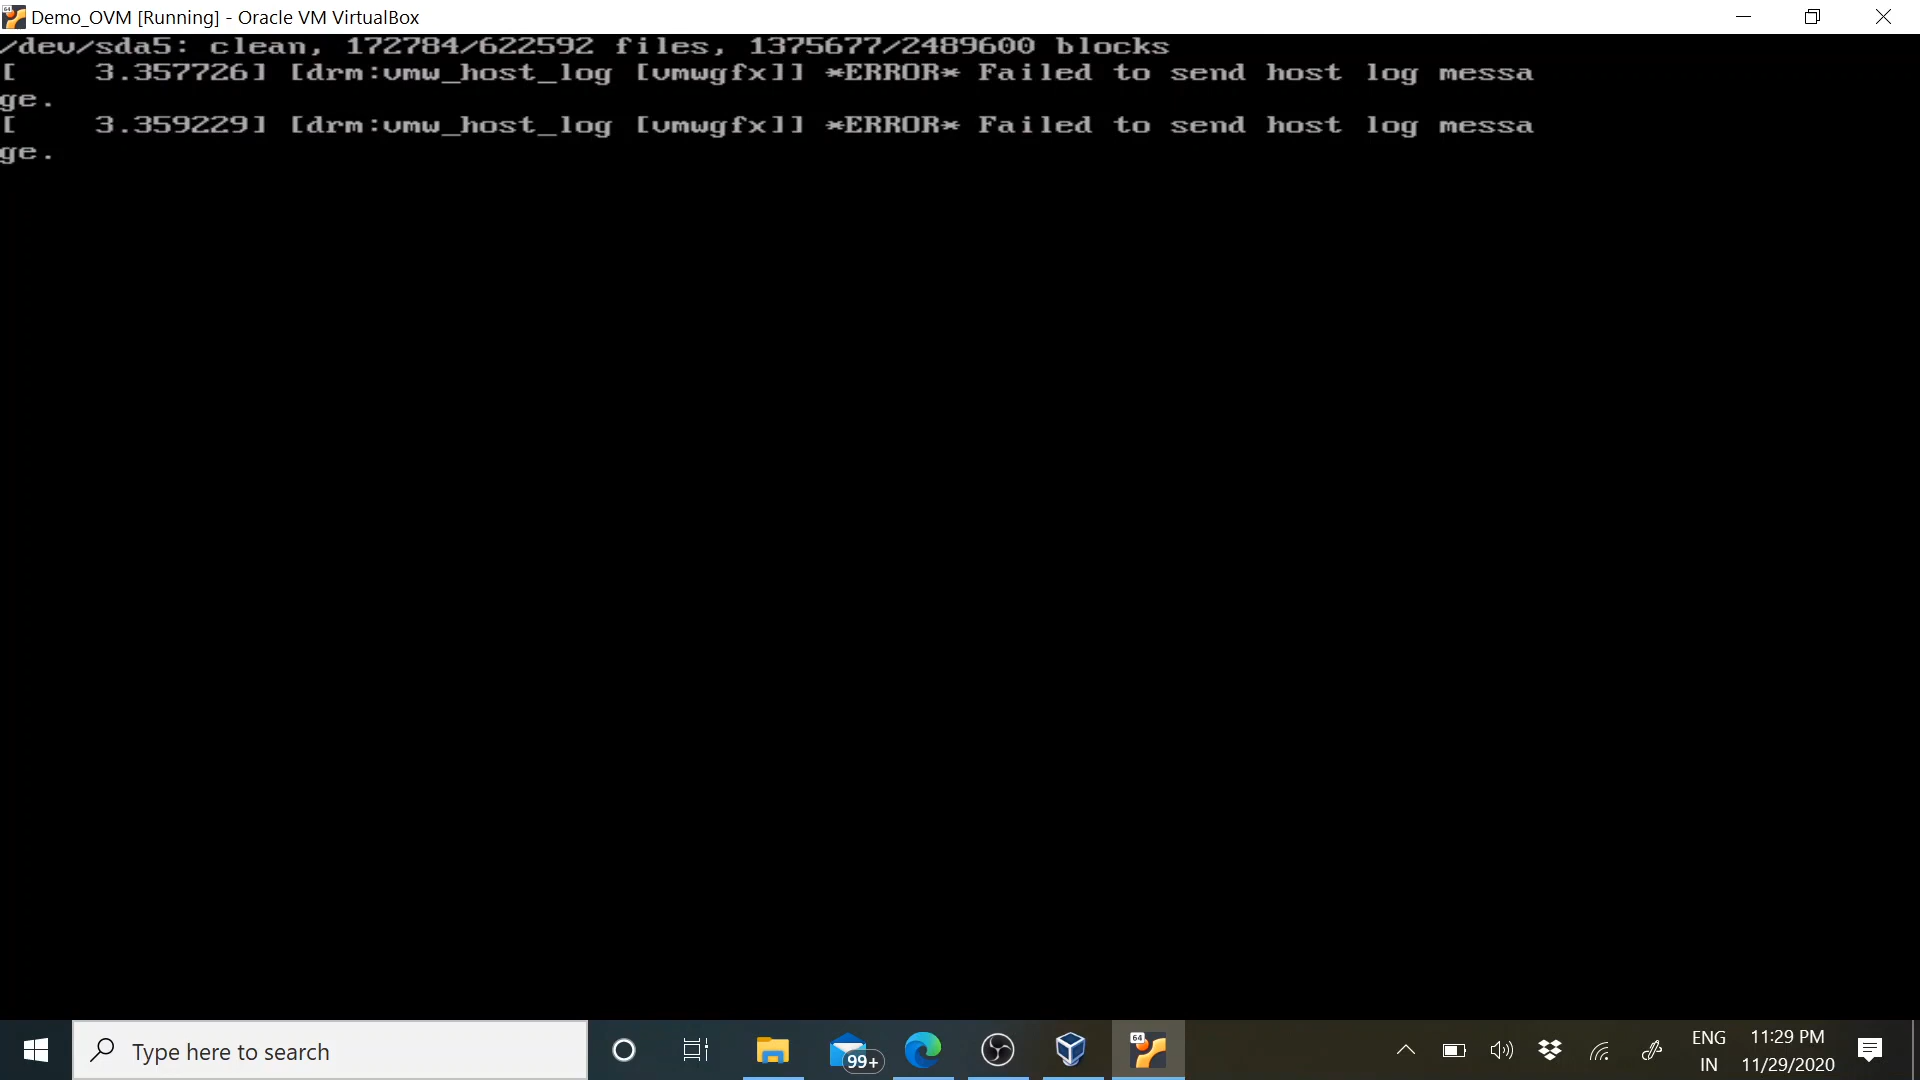 Demo_OVM [Running] - Oracle VM VirtualBox
/dev/sda5: clean, 172784/622592 files, 1375677/2489600 blocks
[    3.357726] [drm:vmw_host_log [vmwgfx]] *ERROR* Failed to send host log messa
ge.
[    3.359229] [drm:vmw_host_log [vmwgfx]] *ERROR* Failed to send host log messa
ge.
Type here to search
99+
64
ENG
IN
11:29 PM
11/29/2020